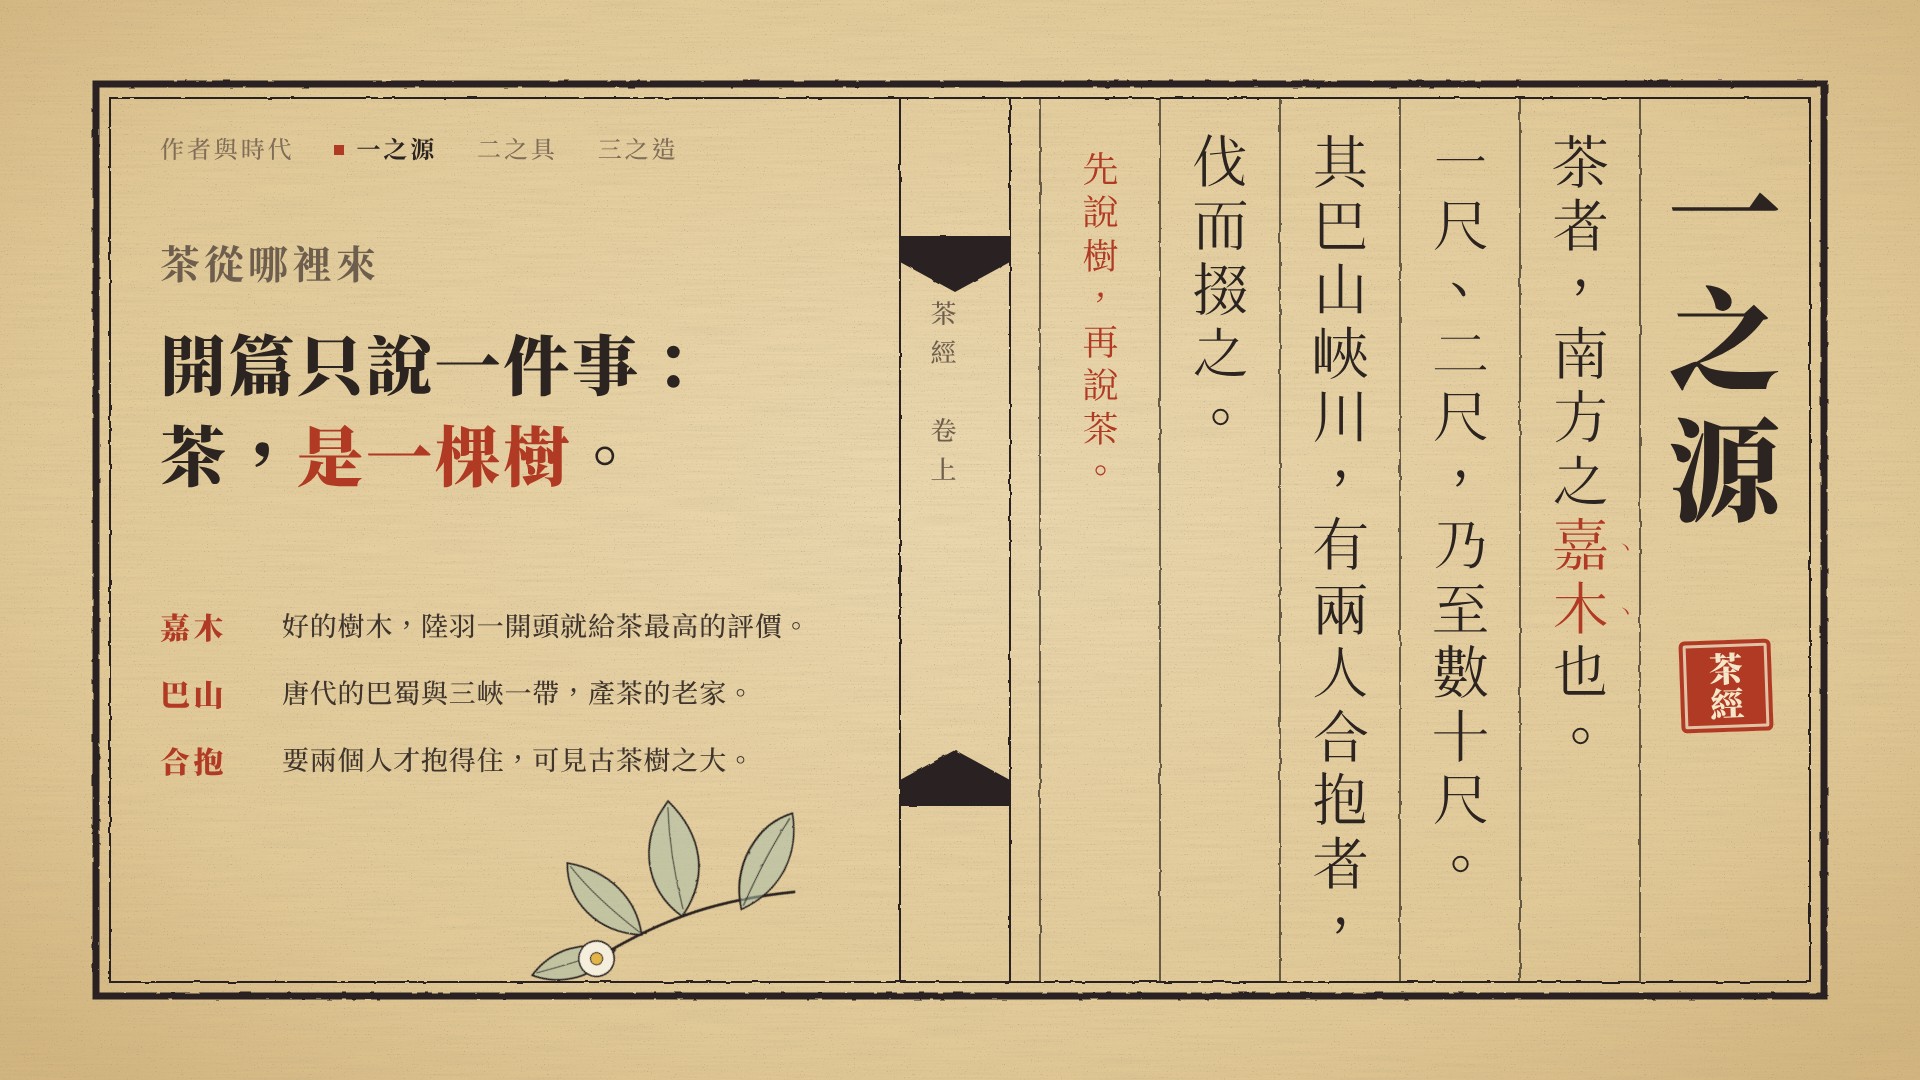 作者與時代 一之源 二之具 三之造
茶從哪裡來
開篇只說一件事：
茶，是一棵樹。
嘉木 好的樹木，陸羽一開頭就給茶最高的評價。
巴山 唐代的巴蜀與三峽一帶，產茶的老家。
合抱 要兩個人才抱得住，可見古茶樹之大。
茶經 卷上
一之源
茶經
茶者，南方之嘉木也。
一尺、二尺，乃至數十尺。
其巴山峽川，有兩人合抱者，
伐而掇之。
先說樹，再說茶。